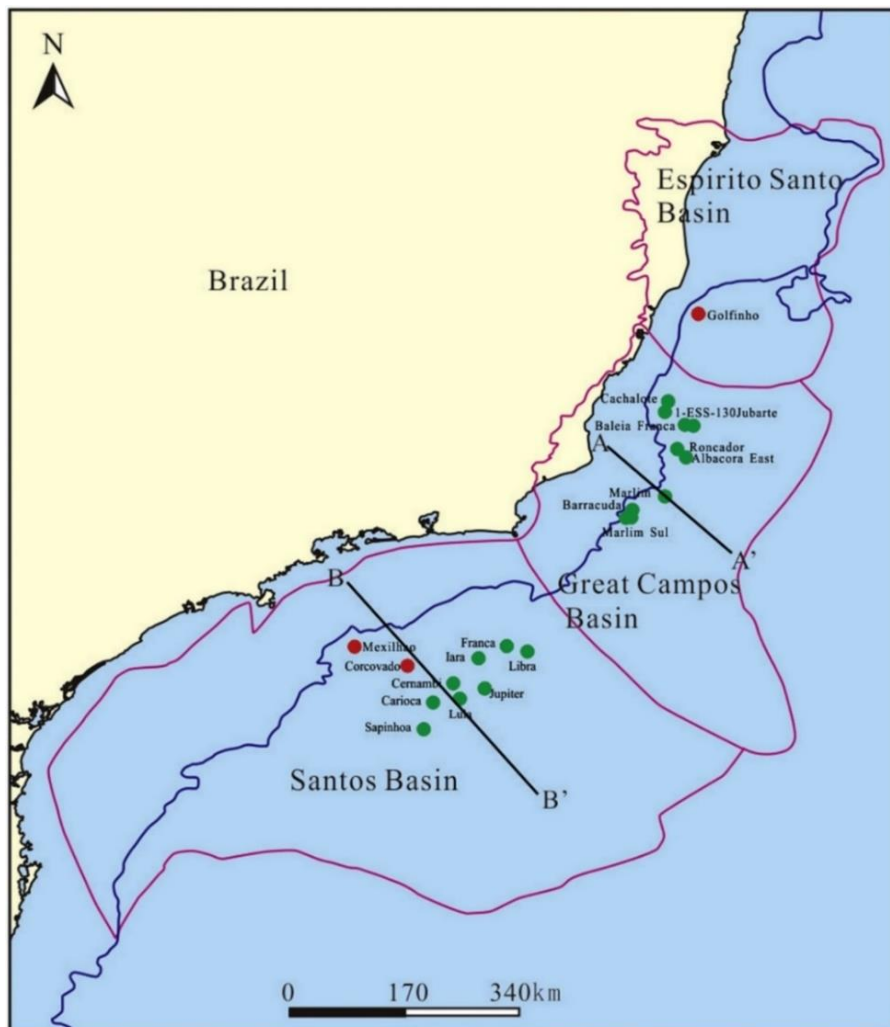 N
Espirito Santo
Basin
Brazil
Golfinho
Cachalote
1-ESS-130Jubarte
Baleia Franca
A
Roncador
Albacora East
Marlim
Barracuda
Marlim Sul
A'
Great Campos
Basin
B
Mexilhao
Franca
Iara
Libra
Corcovado
Cernambi
Jupiter
Carioca
Lula
Sapinhoa
Santos Basin
B'
0 170 340km